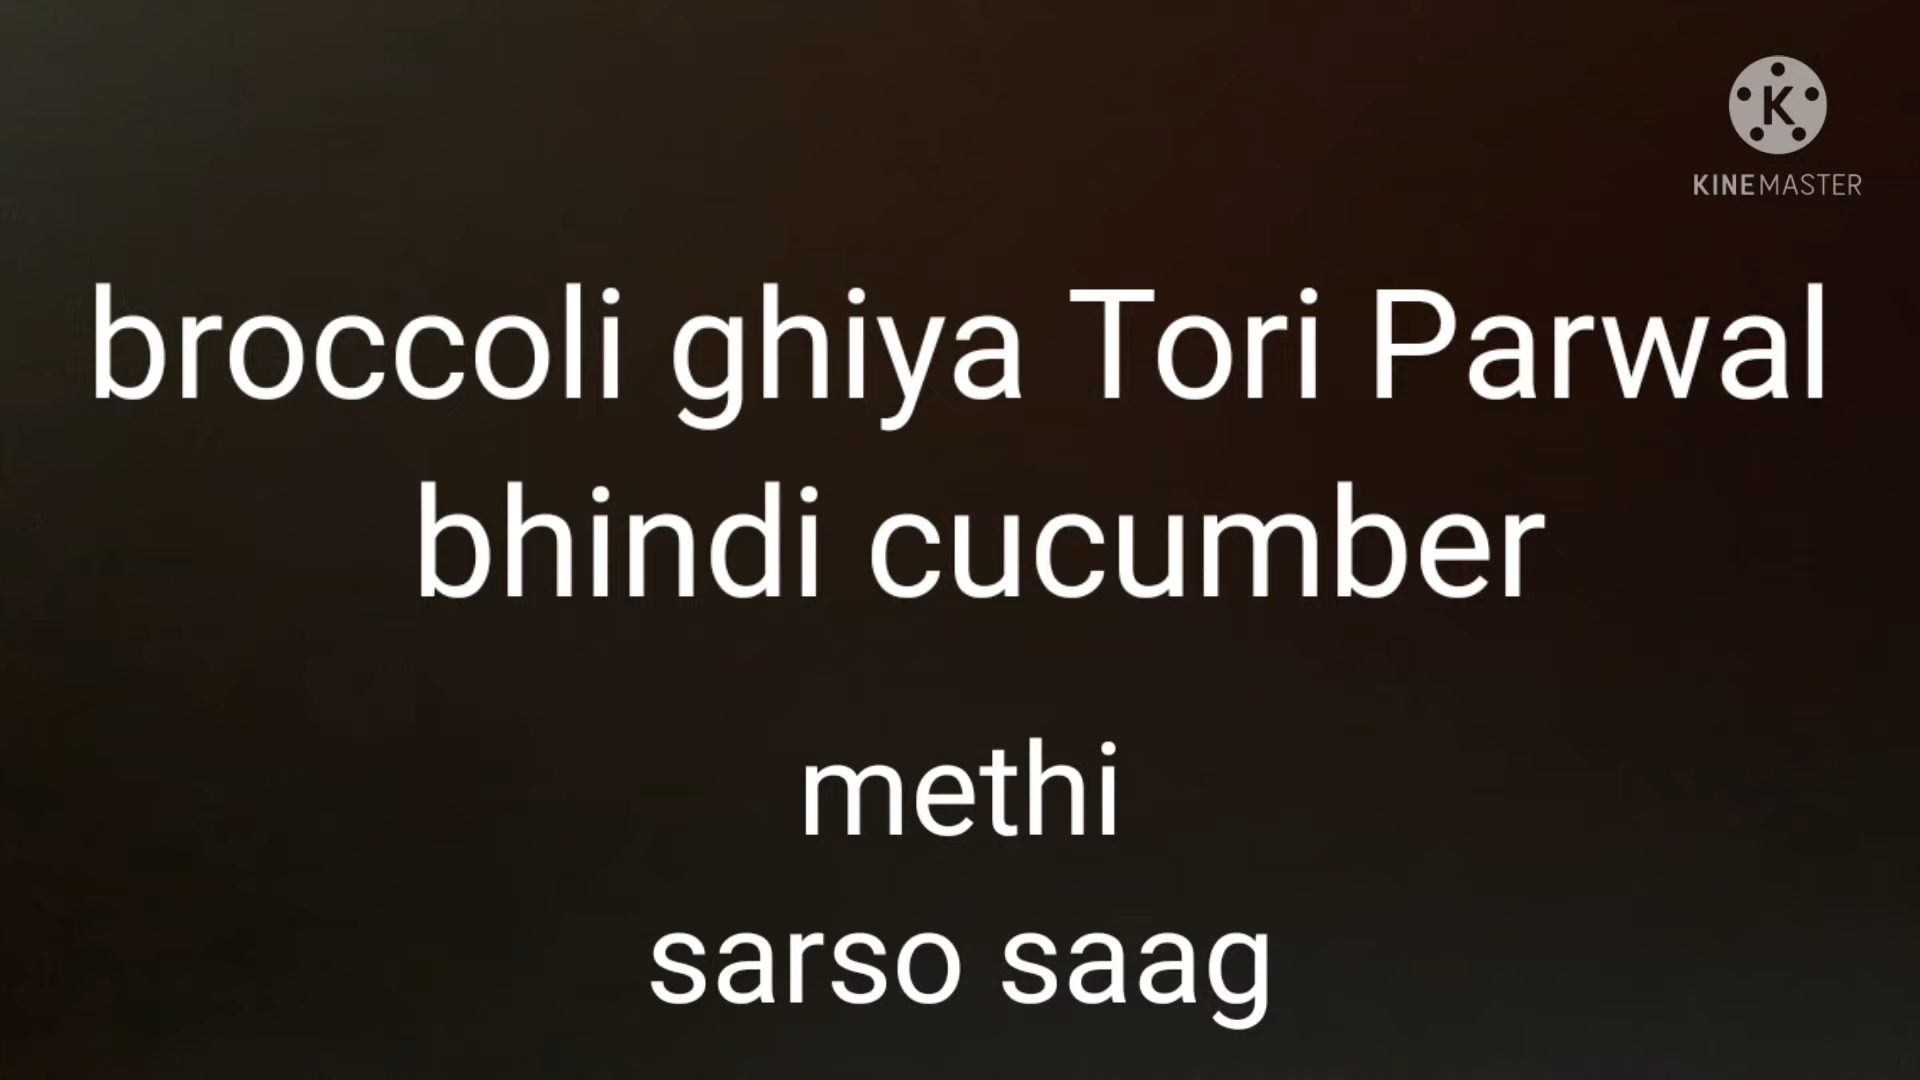 K
KINEMASTER
broccoli ghiya Tori Parwal
bhindi cucumber
methi
sarso saag